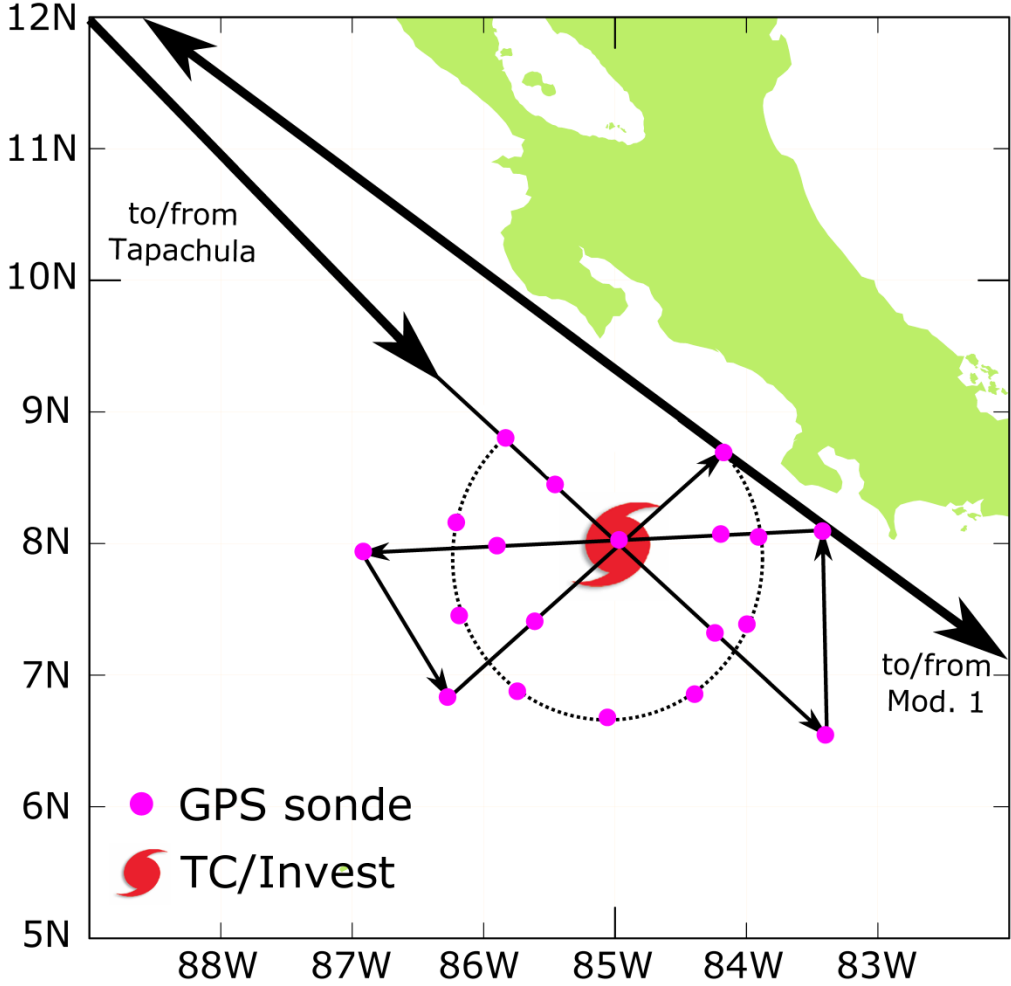 12N
11N
10N
9N
8N
7N
6N
5N
to/from
Tapachula
to/from
Mod. 1
GPS sonde
TC/Invest
88W 87W 86W 85W 84W 83W